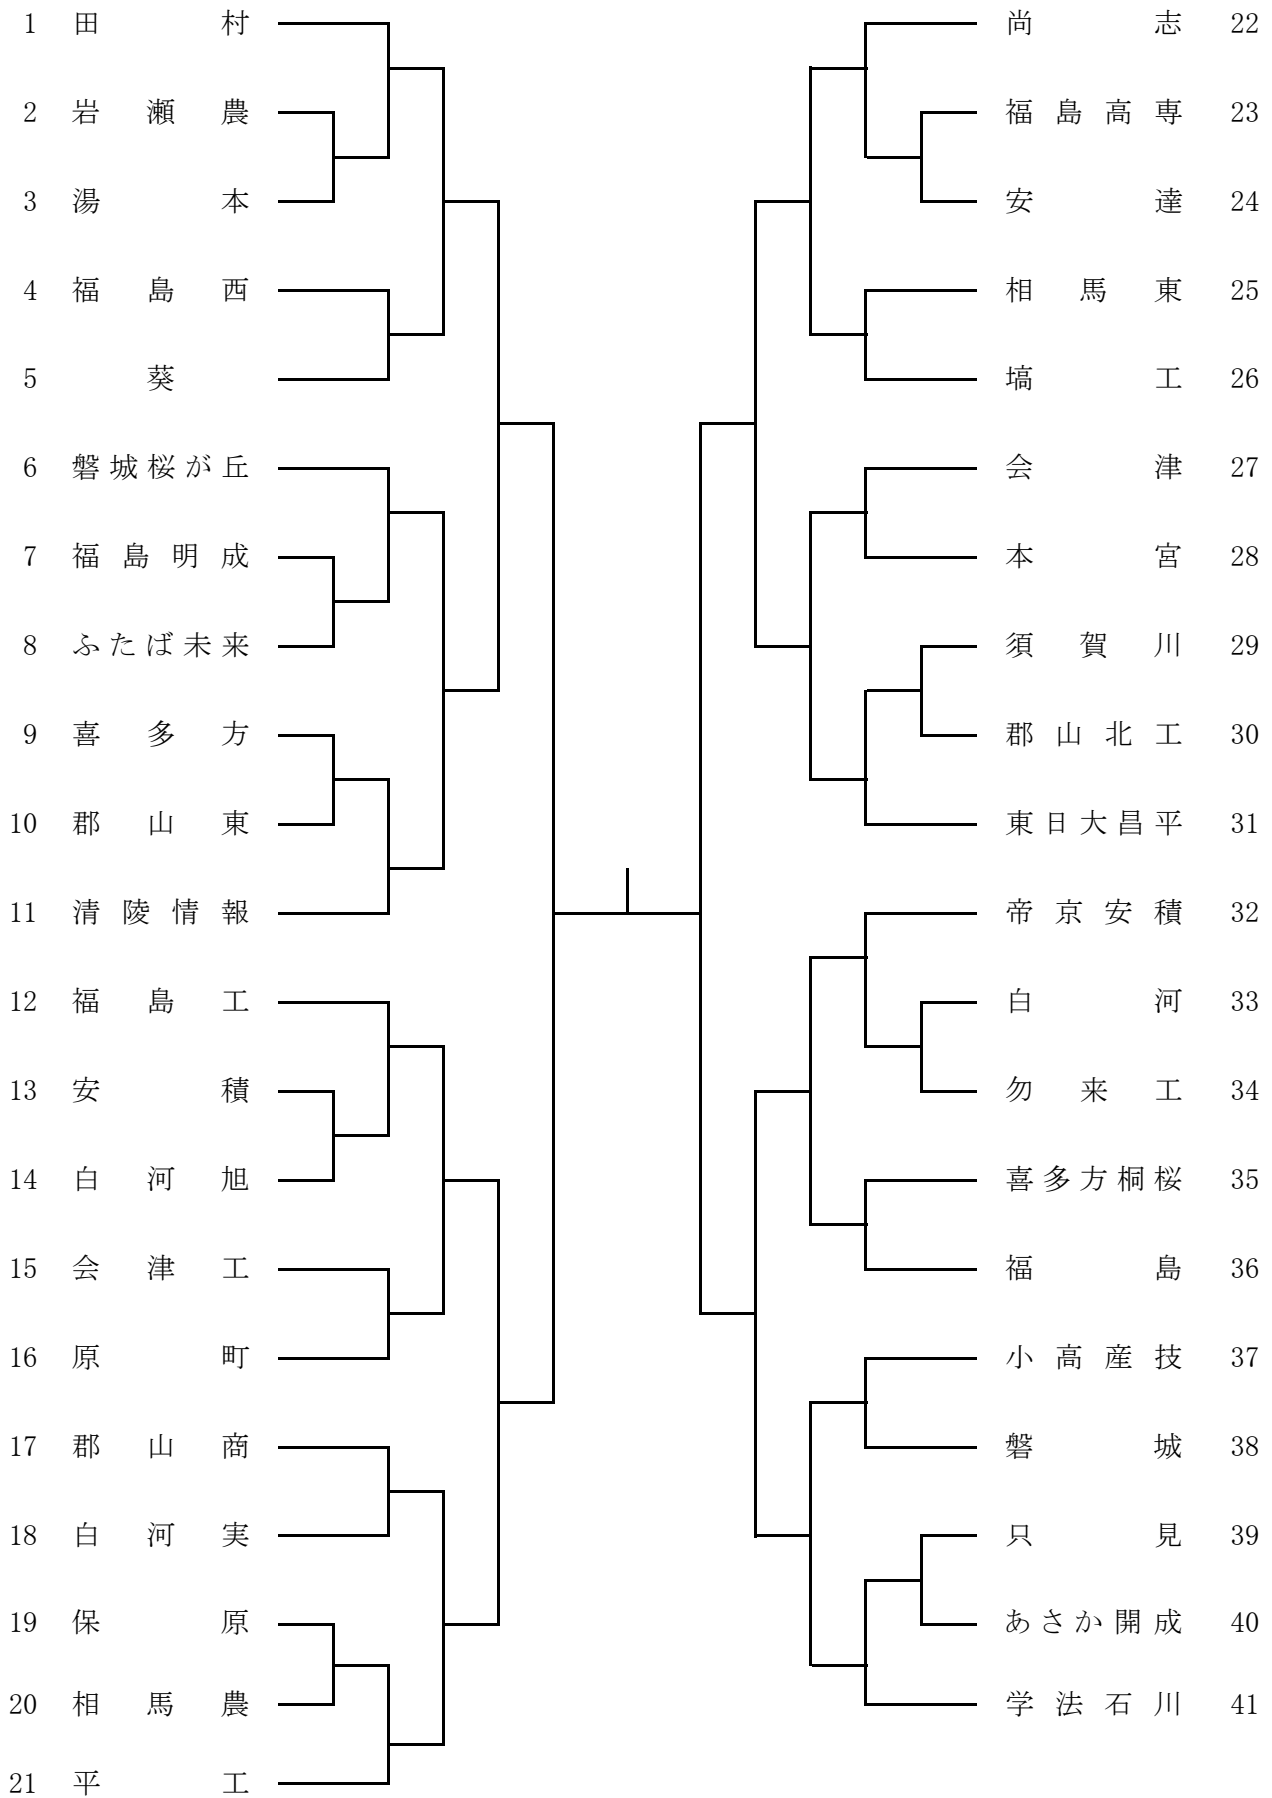 1 田村
2 岩瀬農
3 湯本
4 福島西
5 葵
6 磐城桜が丘
7 福島明成
8 ふたば未来
9 喜多方
10 郡山東
11 清陵情報
12 福島工
13 安積
14 白河旭
15 会津工
16 原町
17 郡山商
18 白河実
19 保原
20 相馬農
21 平工
尚志 22
福島高専 23
安達 24
相馬東 25
塙工 26
会津 27
本宮 28
須賀川 29
郡山北工 30
東日大昌平 31
帝京安積 32
白河 33
勿来工 34
喜多方桐桜 35
福島 36
小高産技 37
磐城 38
只見 39
あさか開成 40
学法石川 41